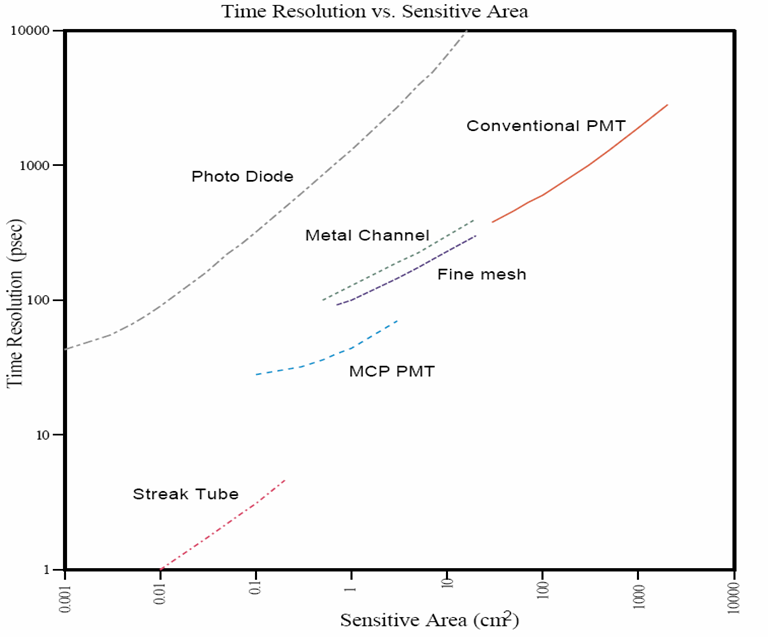 Time Resolution vs. Sensitive Area
10000
1000
100
10
1
Time Resolution (psec)
Conventional PMT
Photo Diode
Metal Channel
Fine mesh
MCP PMT
Streak Tube
0.001
0.01
0.1
1
10
100
1000
10000
Sensitive Area (cm²)